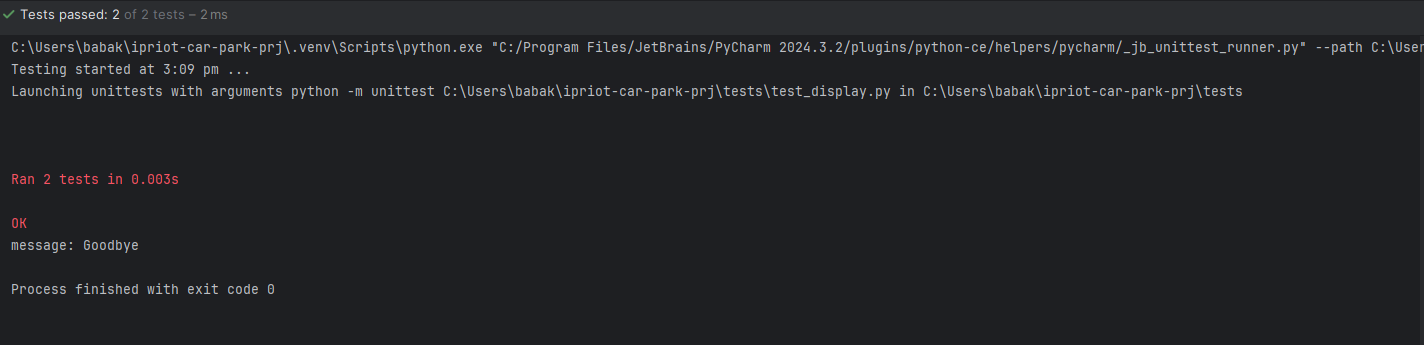 Tests passed: 2 of 2 tests – 2 ms
C:\Users\babak\ipriot-car-park-prj\.venv\Scripts\python.exe "C:/Program Files/JetBrains/PyCharm 2024.3.2/plugins/python-ce/helpers/pycharm/_jb_unittest_runner.py" --path C:\User
Testing started at 3:09 pm ...
Launching unittests with arguments python -m unittest C:\Users\babak\ipriot-car-park-prj\tests\test_display.py in C:\Users\babak\ipriot-car-park-prj\tests
Ran 2 tests in 0.003s
OK
message: Goodbye
Process finished with exit code 0